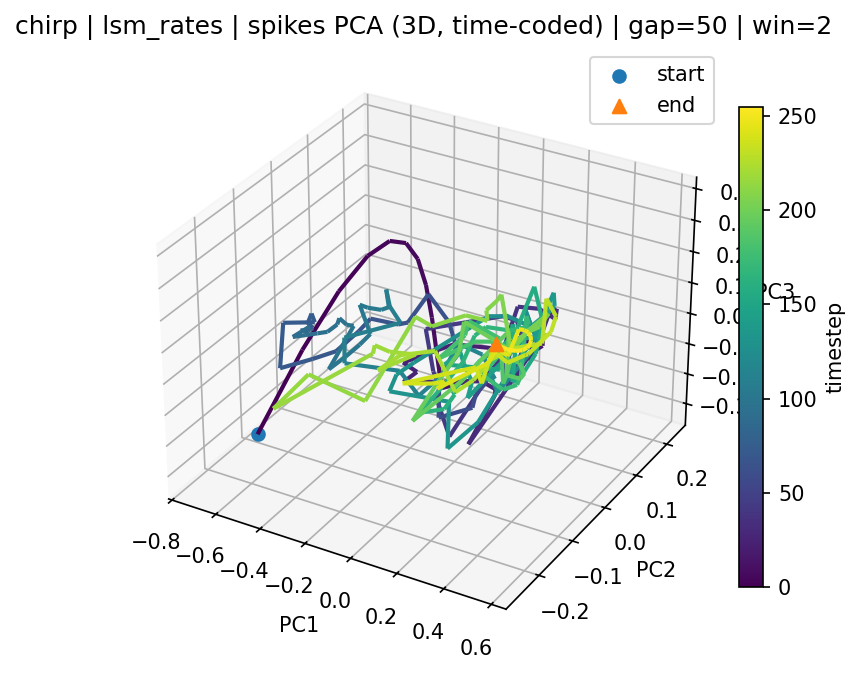 chirp | lsm_rates | spikes PCA (3D, time-coded) | gap=50 | win=2
start
end
250
200
150
100
50
0
timestep
PC3
0.2
0.1
0.0
−0.1
−0.2
PC2
−0.8
−0.6
−0.4
−0.2
0.0
0.2
0.4
0.6
PC1